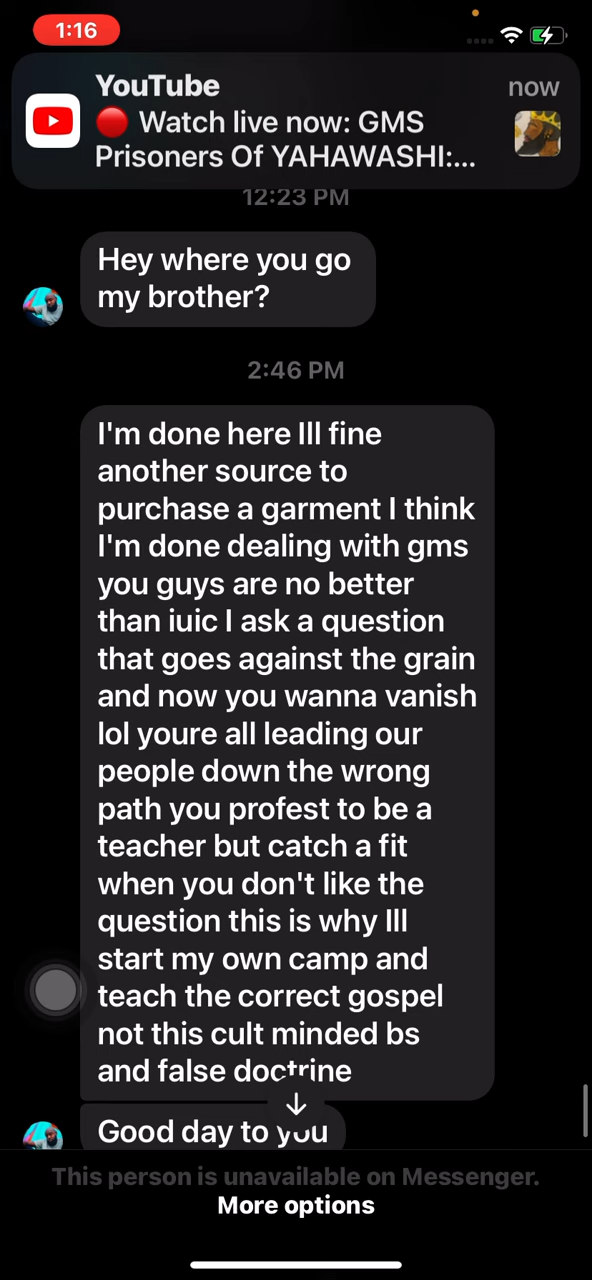 1:16
YouTube
now
🔴 Watch live now: GMS
Prisoners Of YAHAWASHI:...
12:23 PM
Hey where you go
my brother?
2:46 PM
I'm done here Ill fine
another source to
purchase a garment I think
I'm done dealing with gms
you guys are no better
than iuic I ask a question
that goes against the grain
and now you wanna vanish
lol youre all leading our
people down the wrong
path you profest to be a
teacher but catch a fit
when you don't like the
question this is why Ill
start my own camp and
teach the correct gospel
not this cult minded bs
and false doctrine
Good day to you
This person is unavailable on Messenger.
More options